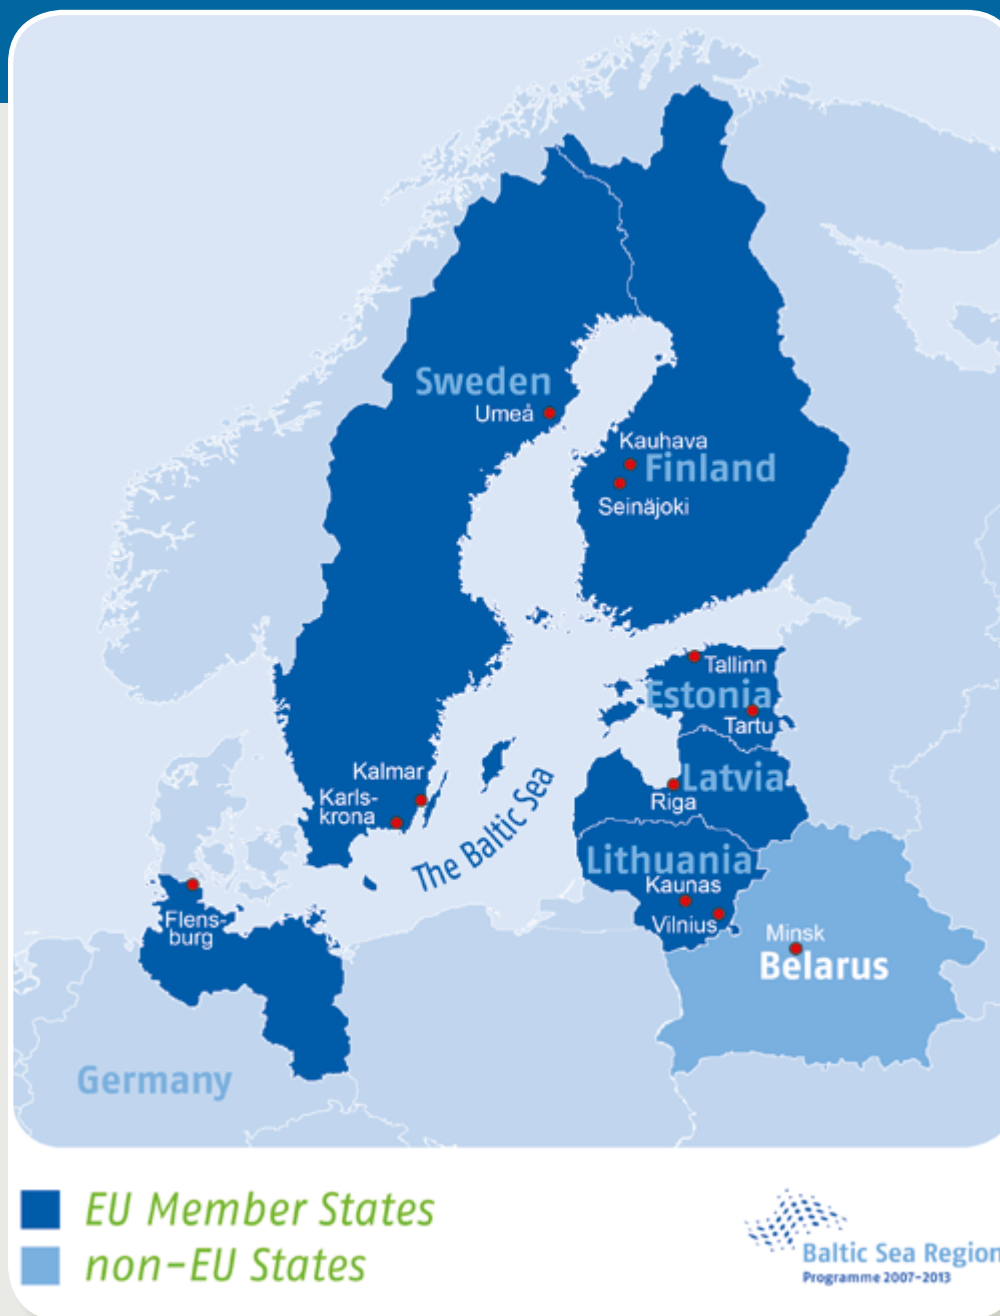 Sweden
Umeå
Kauhava
Finland
Seinäjoki
Tallinn
Estonia
Tartu
Kalmar
Karls-
krona
The Baltic Sea
Latvia
Riga
Lithuania
Kaunas
Vilnius
Flens-
burg
Minsk
Belarus
Germany
EU Member States
non-EU States
Baltic Sea Region
Programme 2007-2013